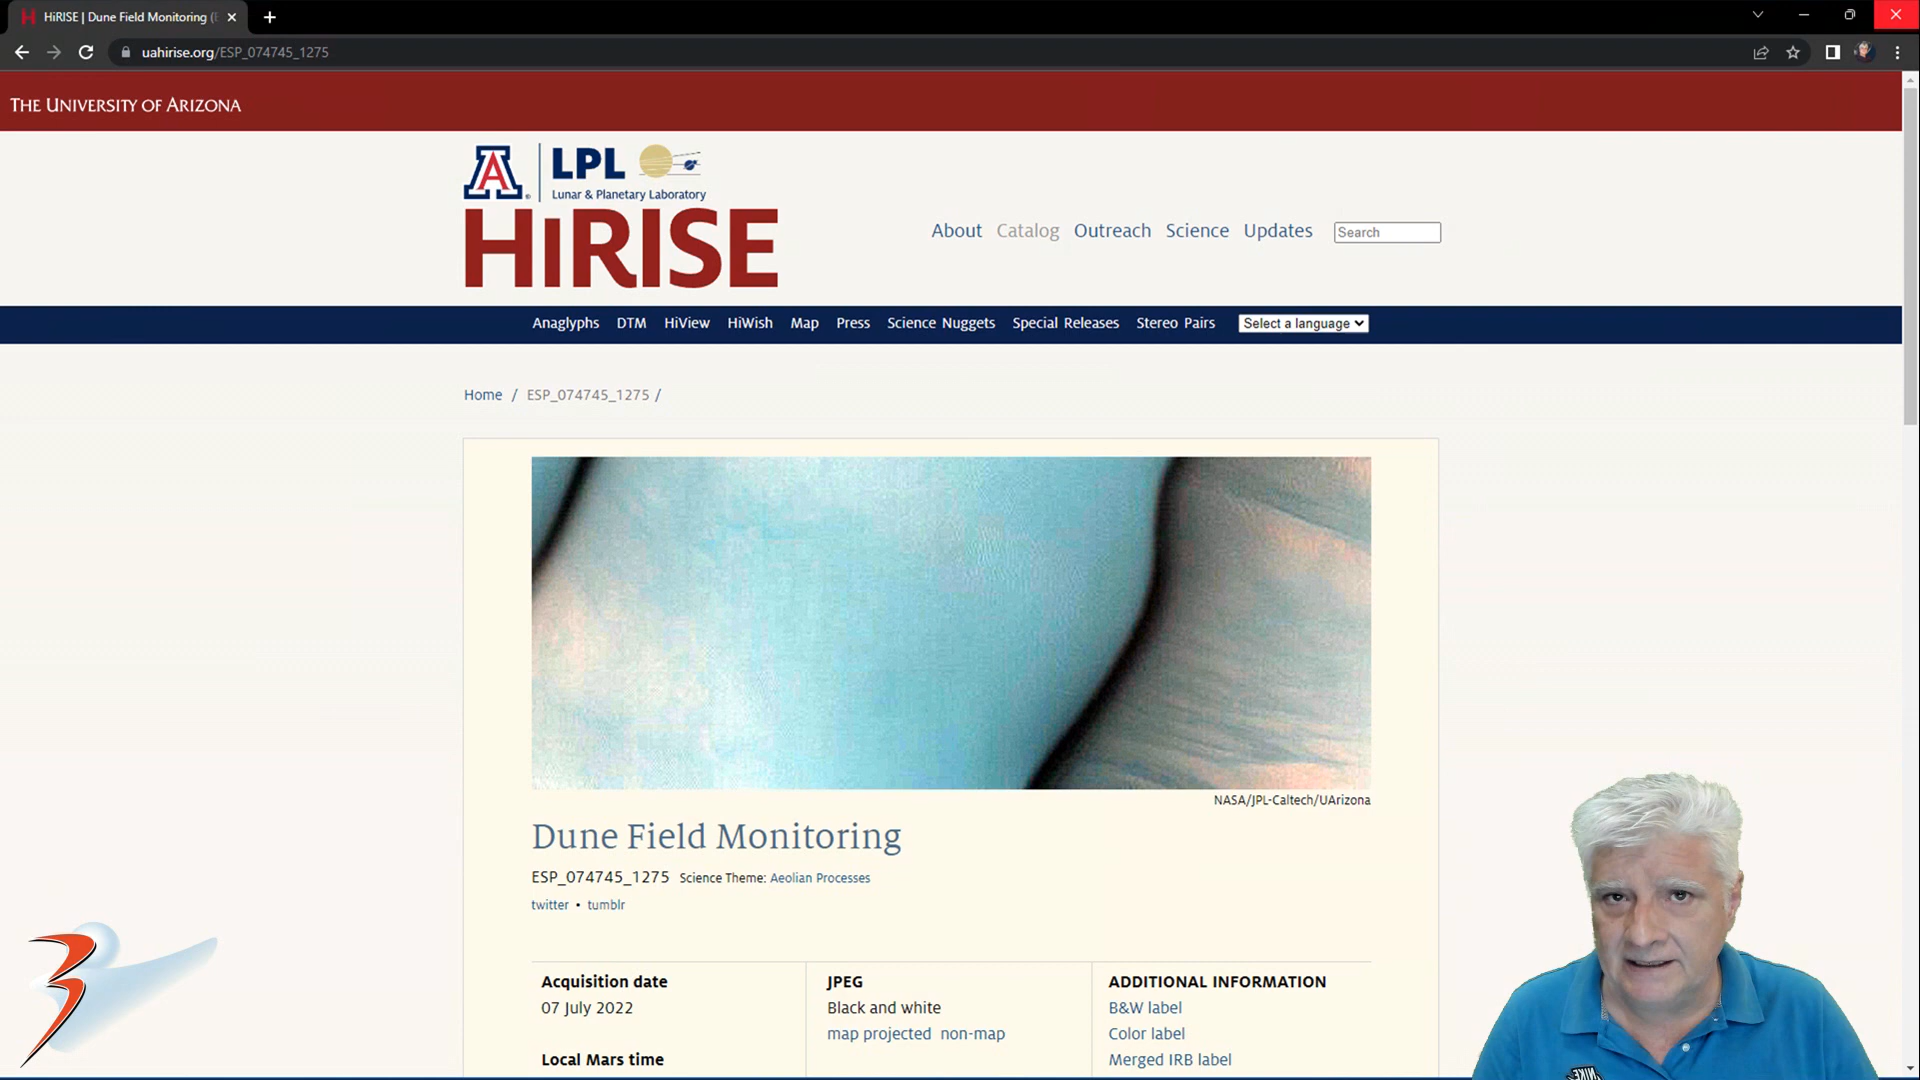 HiRISE | Dune Field Monitoring (
uahirise.org/ESP_074745_1275
THE UNIVERSITY OF ARIZONA
A LPL
Lunar & Planetary Laboratory
HiRISE
About Catalog Outreach Science Updates Search
Anaglyphs DTM HiView HiWish Map Press Science Nuggets Special Releases Stereo Pairs Select a language
Home / ESP_074745_1275 /
NASA/JPL-Caltech/UArizona
Dune Field Monitoring
ESP_074745_1275 Science Theme: Aeolian Processes
twitter • tumblr
Acquisition date
07 July 2022
Local Mars time
JPEG
Black and white
map projected non-map
ADDITIONAL INFORMATION
B&W label
Color label
Merged IRB label
NIKE